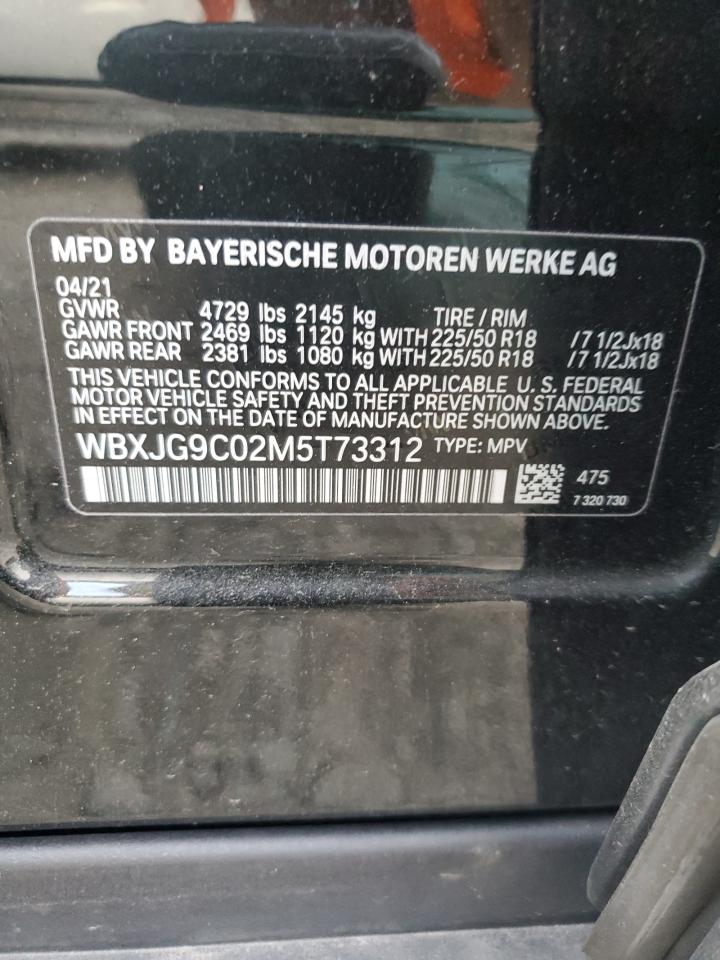 MFD BY BAYERISCHE MOTOREN WERKE AG
04/21
GVWR 4729 lbs 2145 kg TIRE / RIM
GAWR FRONT 2469 lbs 1120 kg WITH 225/50 R18 /7 1/2Jx18
GAWR REAR 2381 lbs 1080 kg WITH 225/50 R18 /7 1/2Jx18
THIS VEHICLE CONFORMS TO ALL APPLICABLE U. S. FEDERAL
MOTOR VEHICLE SAFETY AND THEFT PREVENTION STANDARDS
IN EFFECT ON THE DATE OF MANUFACTURE SHOWN ABOVE.
WBXJG9C02M5T73312 TYPE: MPV
475
7 320 730